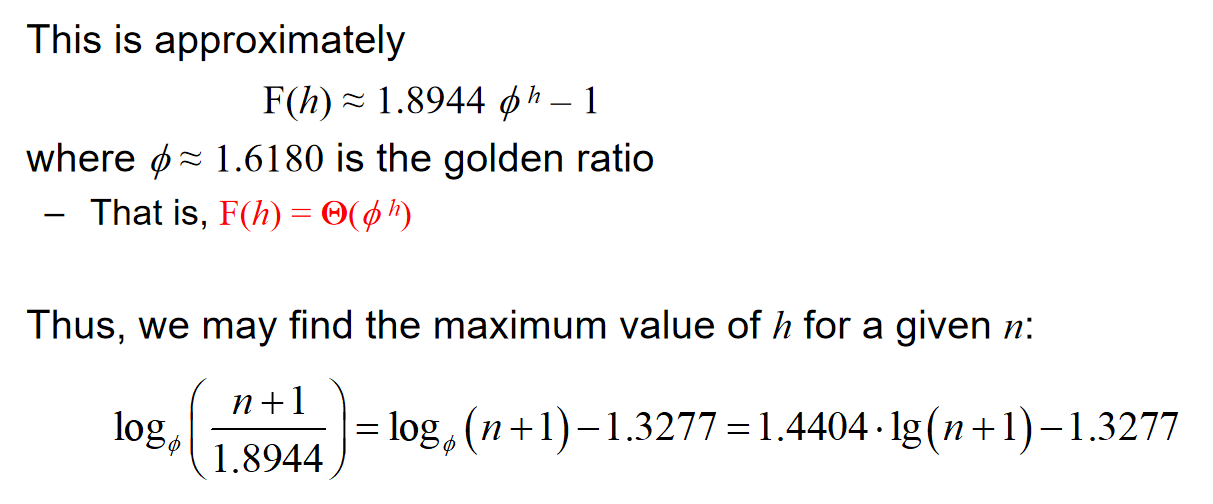 This is approximately
F(h) ≈ 1.8944 ϕ^h – 1
where ϕ ≈ 1.6180 is the golden ratio
– That is, F(h) = Θ(ϕ^h)
Thus, we may find the maximum value of h for a given n:
log_ϕ((n+1)/1.8944) = log_ϕ(n+1) − 1.3277 = 1.4404 · lg(n+1) − 1.3277